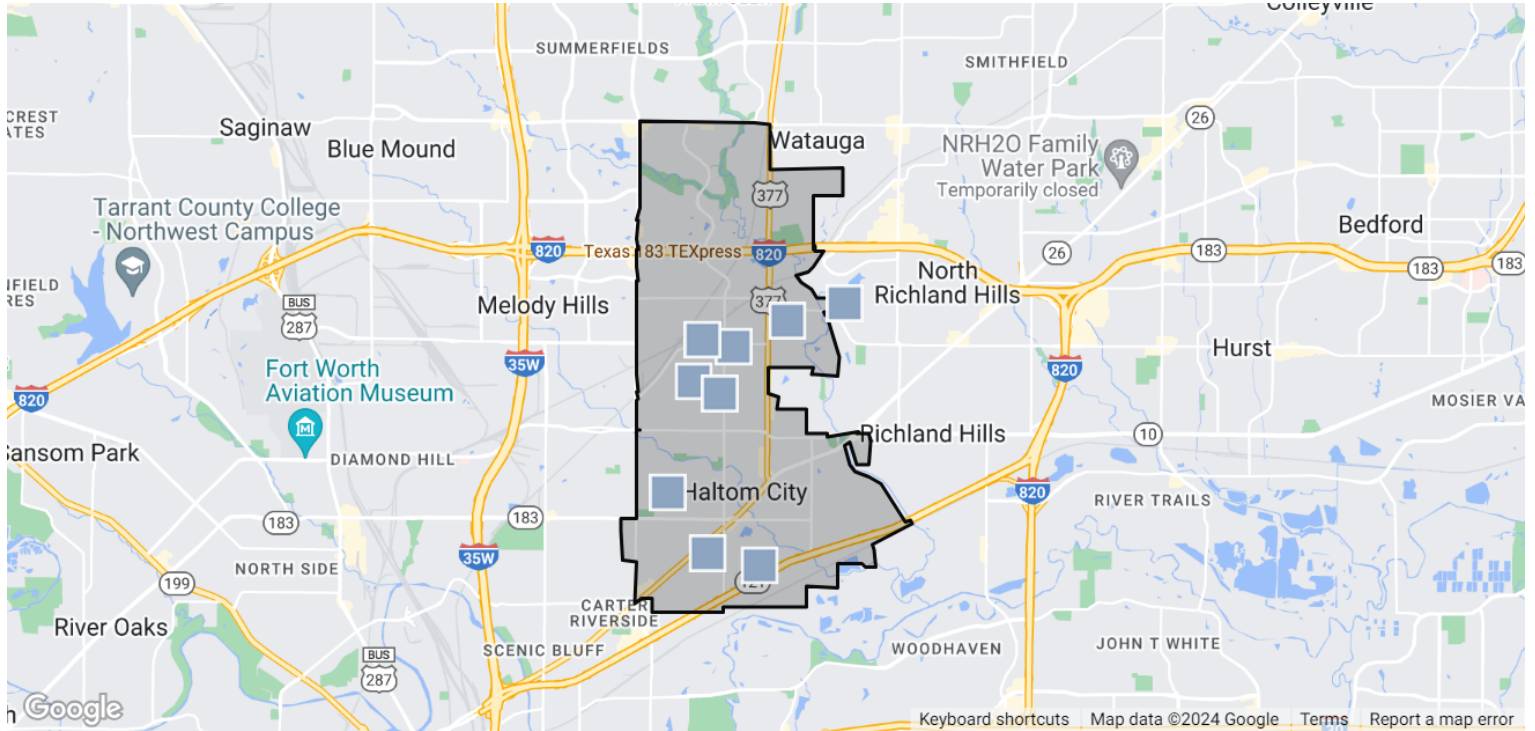 Colleyville
SUMMERFIELDS
SMITHFIELD
CREST
ATES
Saginaw
Blue Mound
Watauga
26
NRH2O Family
Water Park
Temporarily closed
377
Tarrant County College
- Northwest Campus
Bedford
820
Texas 183 TEXpress
820
26
183
183
183
NFIELD
RES
BUS
287
Melody Hills
377
North
Richland Hills
35W
Hurst
820
Fort Worth
Aviation Museum
820
MOSIER VA
Sansom Park
DIAMOND HILL
Richland Hills
10
Haltom City
820
RIVER TRAILS
183
183
35W
NORTH SIDE
199
121
CARTER
RIVERSIDE
River Oaks
SCENIC BLUFF
WOODHAVEN
JOHN T WHITE
BUS
287
h
Google
Keyboard shortcuts
Map data ©2024 Google
Terms
Report a map error